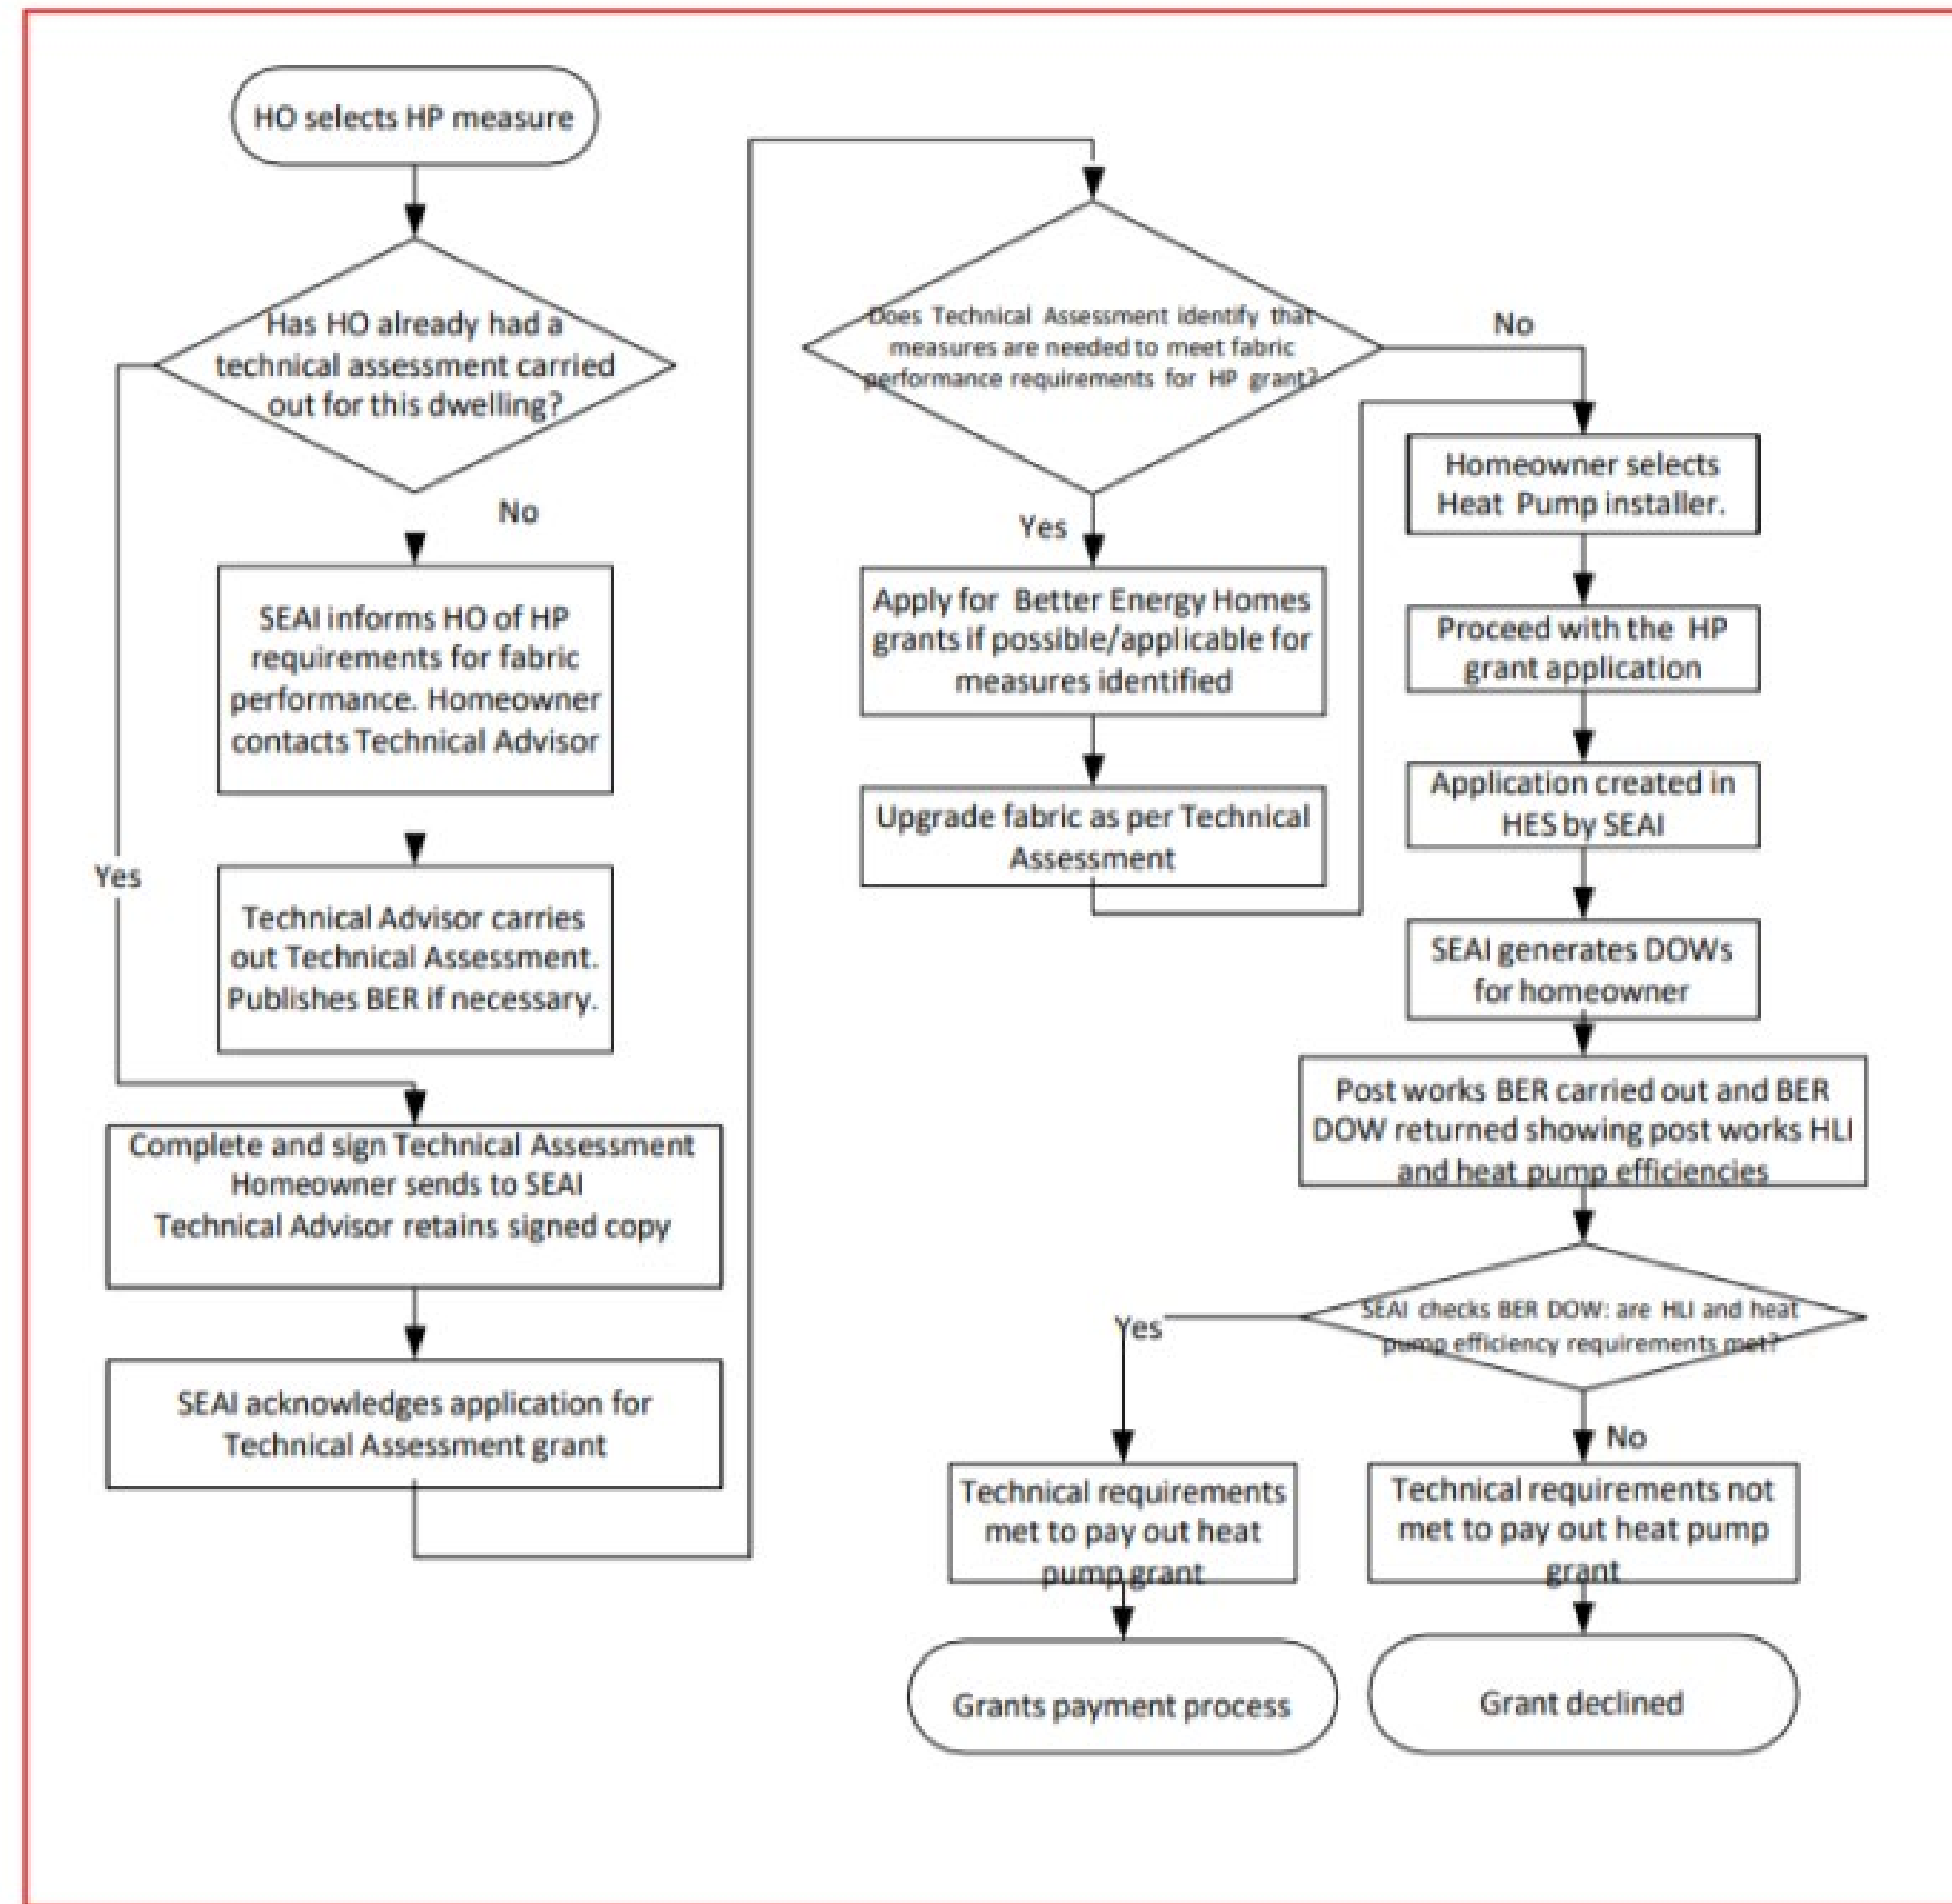 HO selects HP measure
Has HO already had a
technical assessment carried
out for this dwelling?
No
Yes
SEAI informs HO of HP
requirements for fabric
performance. Homeowner
contacts Technical Advisor
Technical Advisor carries
out Technical Assessment.
Publishes BER if necessary.
Complete and sign Technical Assessment
Homeowner sends to SEAI
Technical Advisor retains signed copy
SEAI acknowledges application for
Technical Assessment grant
Does Technical Assessment identify that
measures are needed to meet fabric
performance requirements for HP grant?
No
Yes
Apply for Better Energy Homes
grants if possible/applicable for
measures identified
Upgrade fabric as per Technical
Assessment
Homeowner selects
Heat Pump installer.
Proceed with the HP
grant application
Application created in
HES by SEAI
SEAI generates DOWs
for homeowner
Post works BER carried out and BER
DOW returned showing post works HLI
and heat pump efficiencies
SEAI checks BER DOW: are HLI and heat
pump efficiency requirements met?
Yes
No
Technical requirements
met to pay out heat
pump grant
Technical requirements not
met to pay out heat pump
grant
Grants payment process
Grant declined